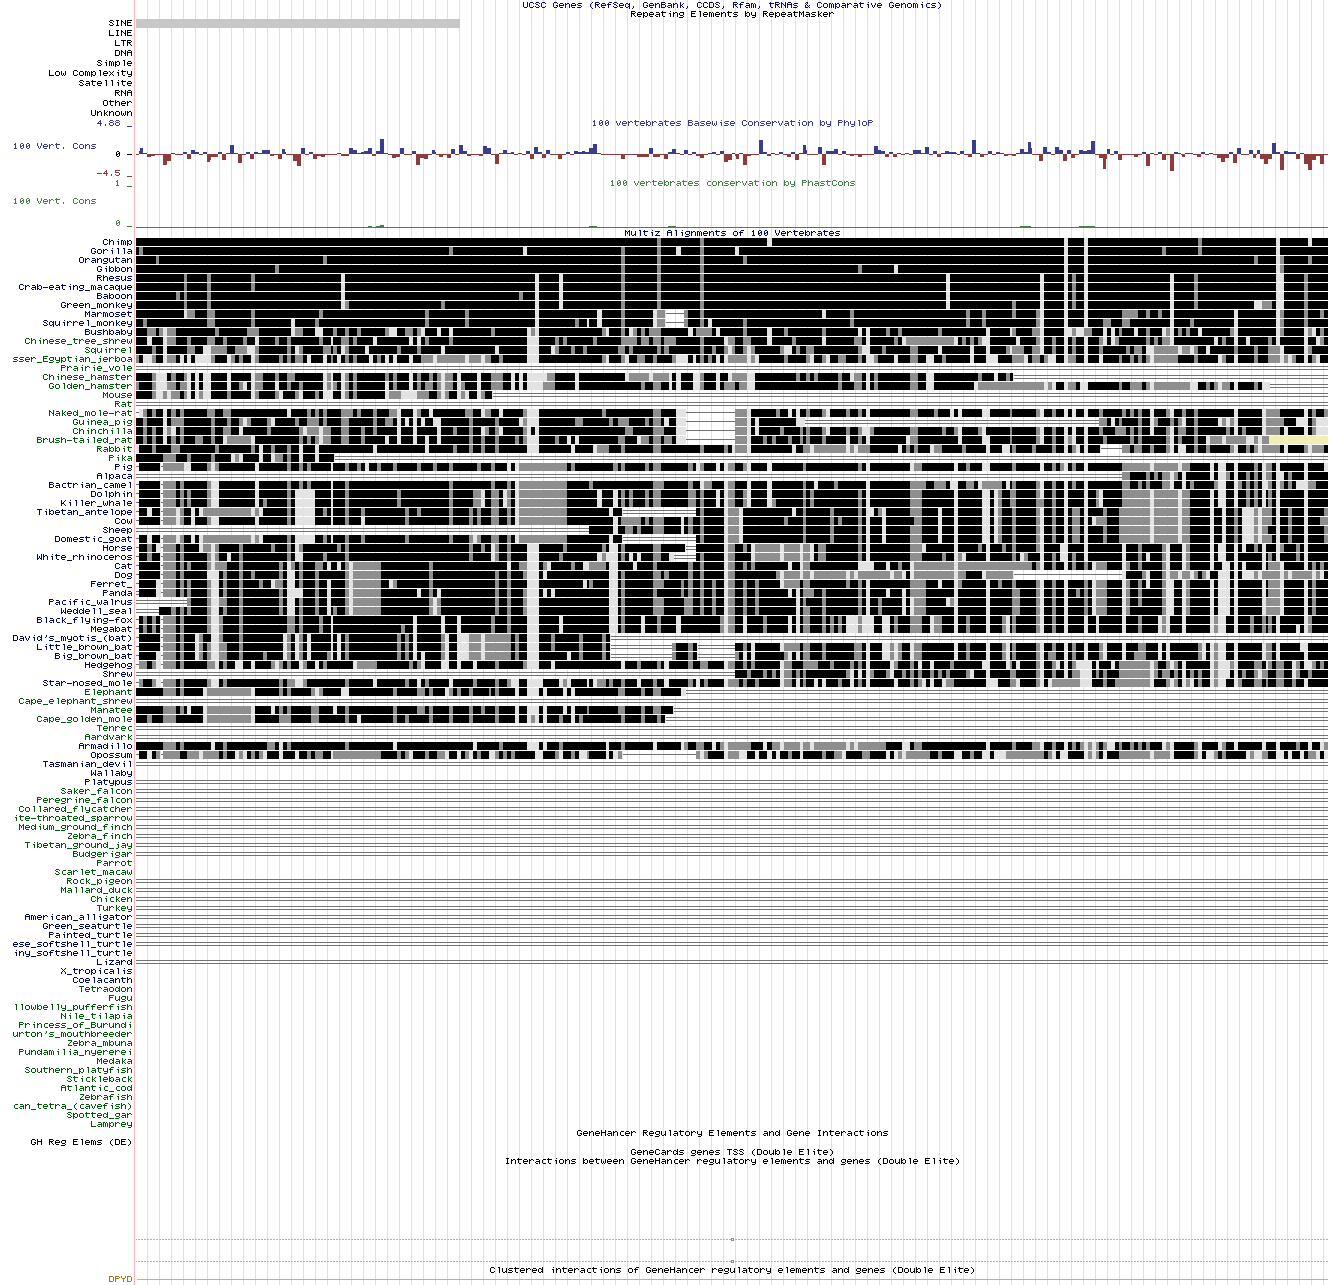 UCSC Genes (RefSeq, GenBank, CCDS, Rfam, tRNAs & Comparative Genomics)
Repeating Elements by RepeatMasker
SINE
LINE
LTR
DNA
Simple
Low Complexity
Satellite
RNA
Other
Unknown
4.88 _
100 vertebrates Basewise Conservation by PhyloP
100 Vert. Cons
0 _
-4.5 _
1 _
100 vertebrates conservation by PhastCons
100 Vert. Cons
0 _
Multiz Alignments of 100 Vertebrates
Chimp
Gorilla
Orangutan
Gibbon
Rhesus
Crab-eating_macaque
Baboon
Green_monkey
Marmoset
Squirrel_monkey
Bushbaby
Chinese_tree_shrew
Squirrel
sser_Egyptian_jerboa
Prairie_vole
Chinese_hamster
Golden_hamster
Mouse
Rat
Naked_mole-rat
Guinea_pig
Chinchilla
Brush-tailed_rat
Rabbit
Pika
Pig
Alpaca
Bactrian_camel
Dolphin
Killer_whale
Tibetan_antelope
Cow
Sheep
Domestic_goat
Horse
White_rhinoceros
Cat
Dog
Ferret_
Panda
Pacific_walrus
Weddell_seal
Black_flying-fox
Megabat
David's_myotis_(bat)
Little_brown_bat
Big_brown_bat
Hedgehog
Shrew
Star-nosed_mole
Elephant
Cape_elephant_shrew
Manatee
Cape_golden_mole
Tenrec
Aardvark
Armadillo
Opossum
Tasmanian_devil
Wallaby
Platypus
Saker_falcon
Peregrine_falcon
Collared_flycatcher
ite-throated_sparrow
Medium_ground_finch
Zebra_finch
Tibetan_ground_jay
Budgerigar
Parrot
Scarlet_macaw
Rock_pigeon
Mallard_duck
Chicken
Turkey
American_alligator
Green_seaturtle
Painted_turtle
ese_softshell_turtle
iny_softshell_turtle
Lizard
X_tropicalis
Coelacanth
Tetraodon
Fugu
llowbelly_pufferfish
Nile_tilapia
Princess_of_Burundi
urton's_mouthbreeder
Zebra_mbuna
Pundamilia_nyererei
Medaka
Southern_platyfish
Stickleback
Atlantic_cod
Zebrafish
can_tetra_(cavefish)
Spotted_gar
Lamprey
GeneHancer Regulatory Elements and Gene Interactions
GH Reg Elems (DE)
GeneCards genes TSS (Double Elite)
Interactions between GeneHancer regulatory elements and genes (Double Elite)
Clustered interactions of GeneHancer regulatory elements and genes (Double Elite)
DPYD